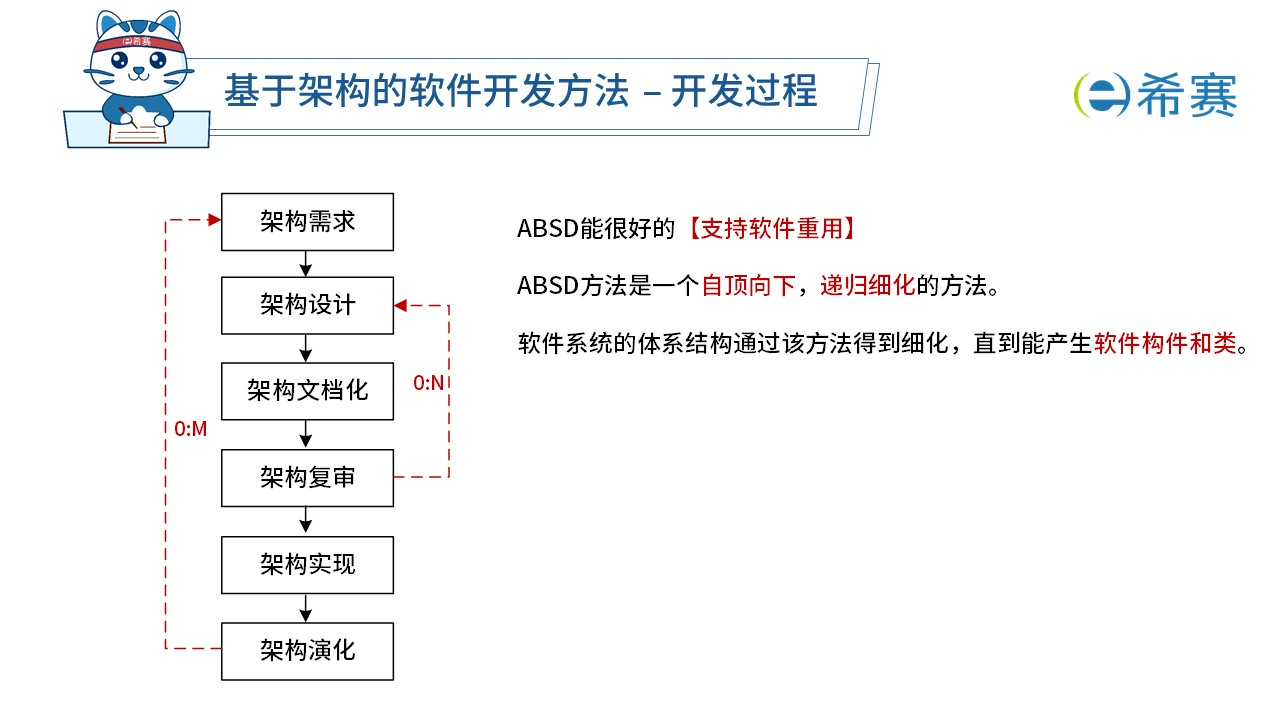 基于架构的软件开发方法 – 开发过程
希赛
希赛
架构需求
架构设计
架构文档化
架构复审
架构实现
架构演化
0:M
0:N
ABSD能很好的【支持软件重用】
ABSD方法是一个自顶向下，递归细化的方法。
软件系统的体系结构通过该方法得到细化，直到能产生软件构件和类。